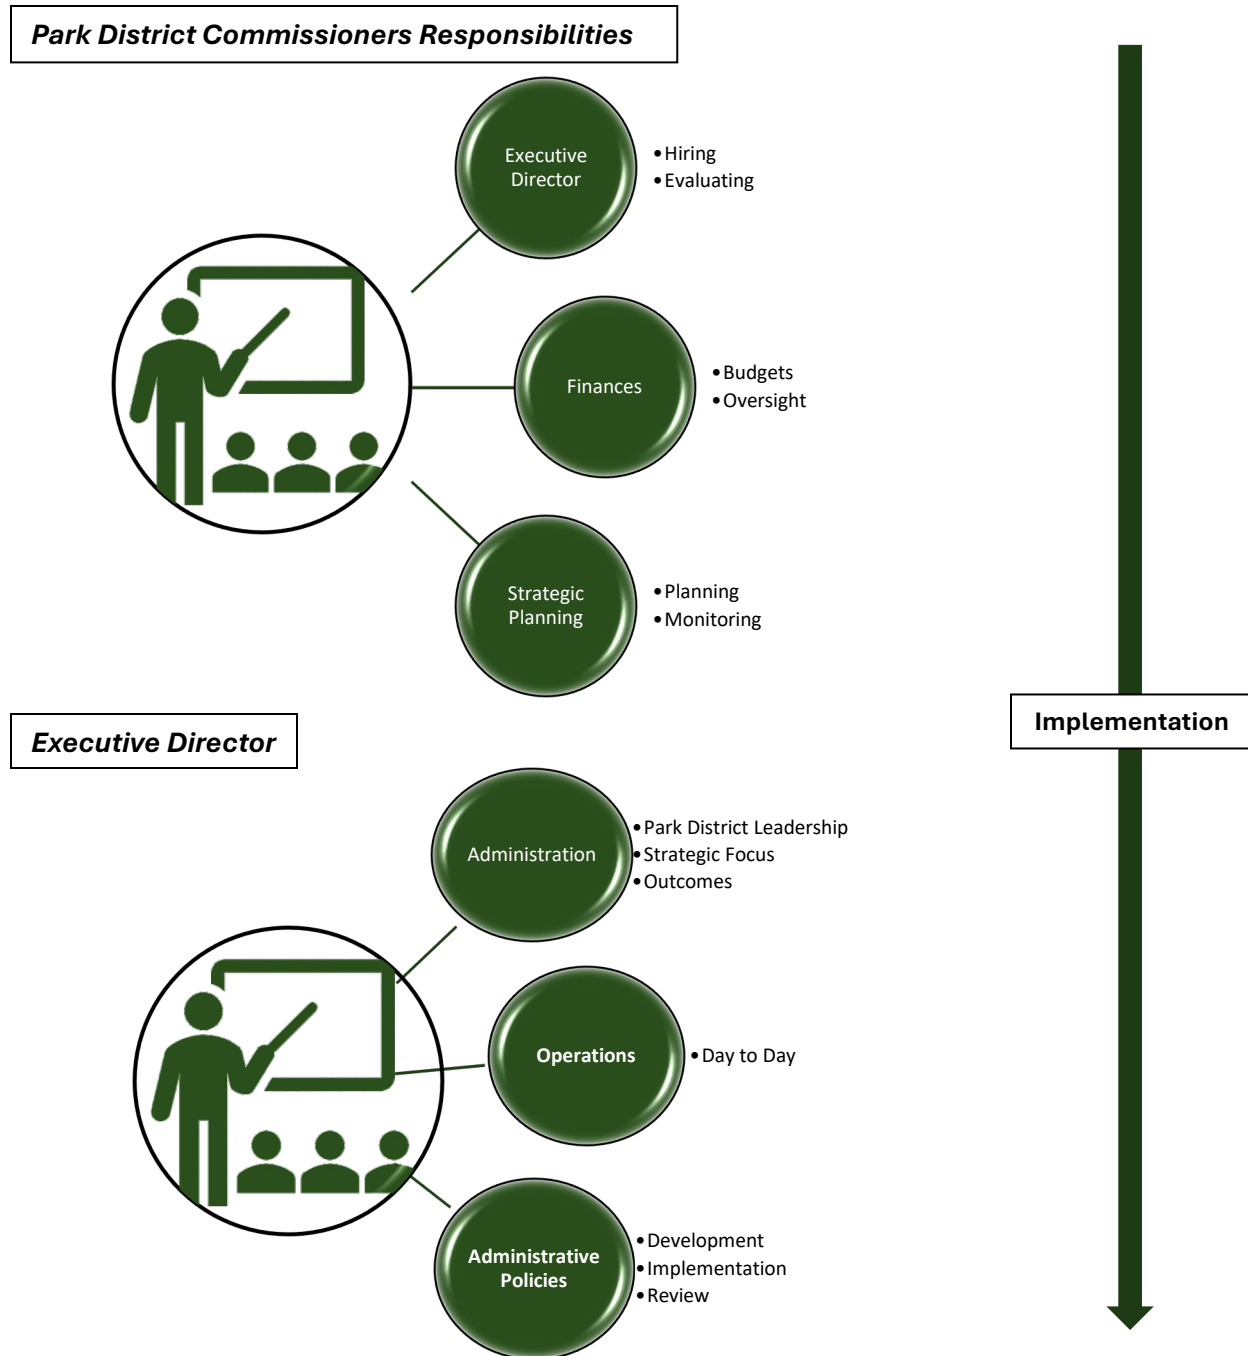 Park District Commissioners Responsibilities
Executive
Director
• Hiring
• Evaluating
Finances
• Budgets
• Oversight
Strategic
Planning
• Planning
• Monitoring
Implementation
Executive Director
Administration
• Park District Leadership
• Strategic Focus
• Outcomes
Operations
• Day to Day
Administrative
Policies
• Development
• Implementation
• Review